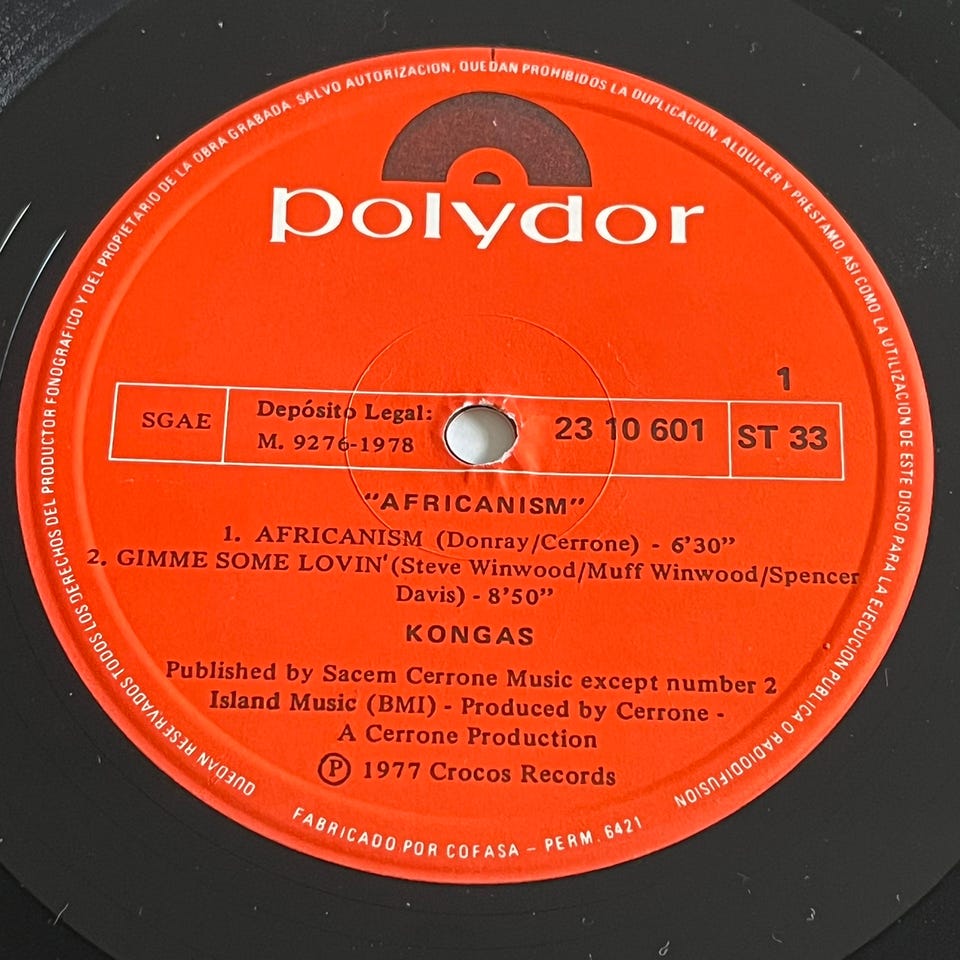 QUEDAN RESERVADOS TODOS LOS DERECHOS DEL PRODUCTOR FONOGRAFICO Y DEL PROPIETARIO DE LA OBRA GRABADA. SALVO AUTORIZACION, QUEDAN PROHIBIDOS LA DUPLICACION, ALQUILER Y PRESTAMO, ASI COMO LA UTILIZACION DE ESTE DISCO PARA LA EJECUCION PUBLICA O RADIODIFUSION
polydor
1
SGAE
Depósito Legal:
M. 9276-1978
23 10 601
ST 33
"AFRICANISM"
1. AFRICANISM (Donray/Cerrone) - 6'30"
2. GIMME SOME LOVIN' (Steve Winwood/Muff Winwood/Spencer
Davis) - 8'50"
KONGAS
Published by Sacem Cerrone Music except number 2
Island Music (BMI) - Produced by Cerrone -
A Cerrone Production
Ⓟ 1977 Crocos Records
FABRICADO POR COFASA - PERM. 6421